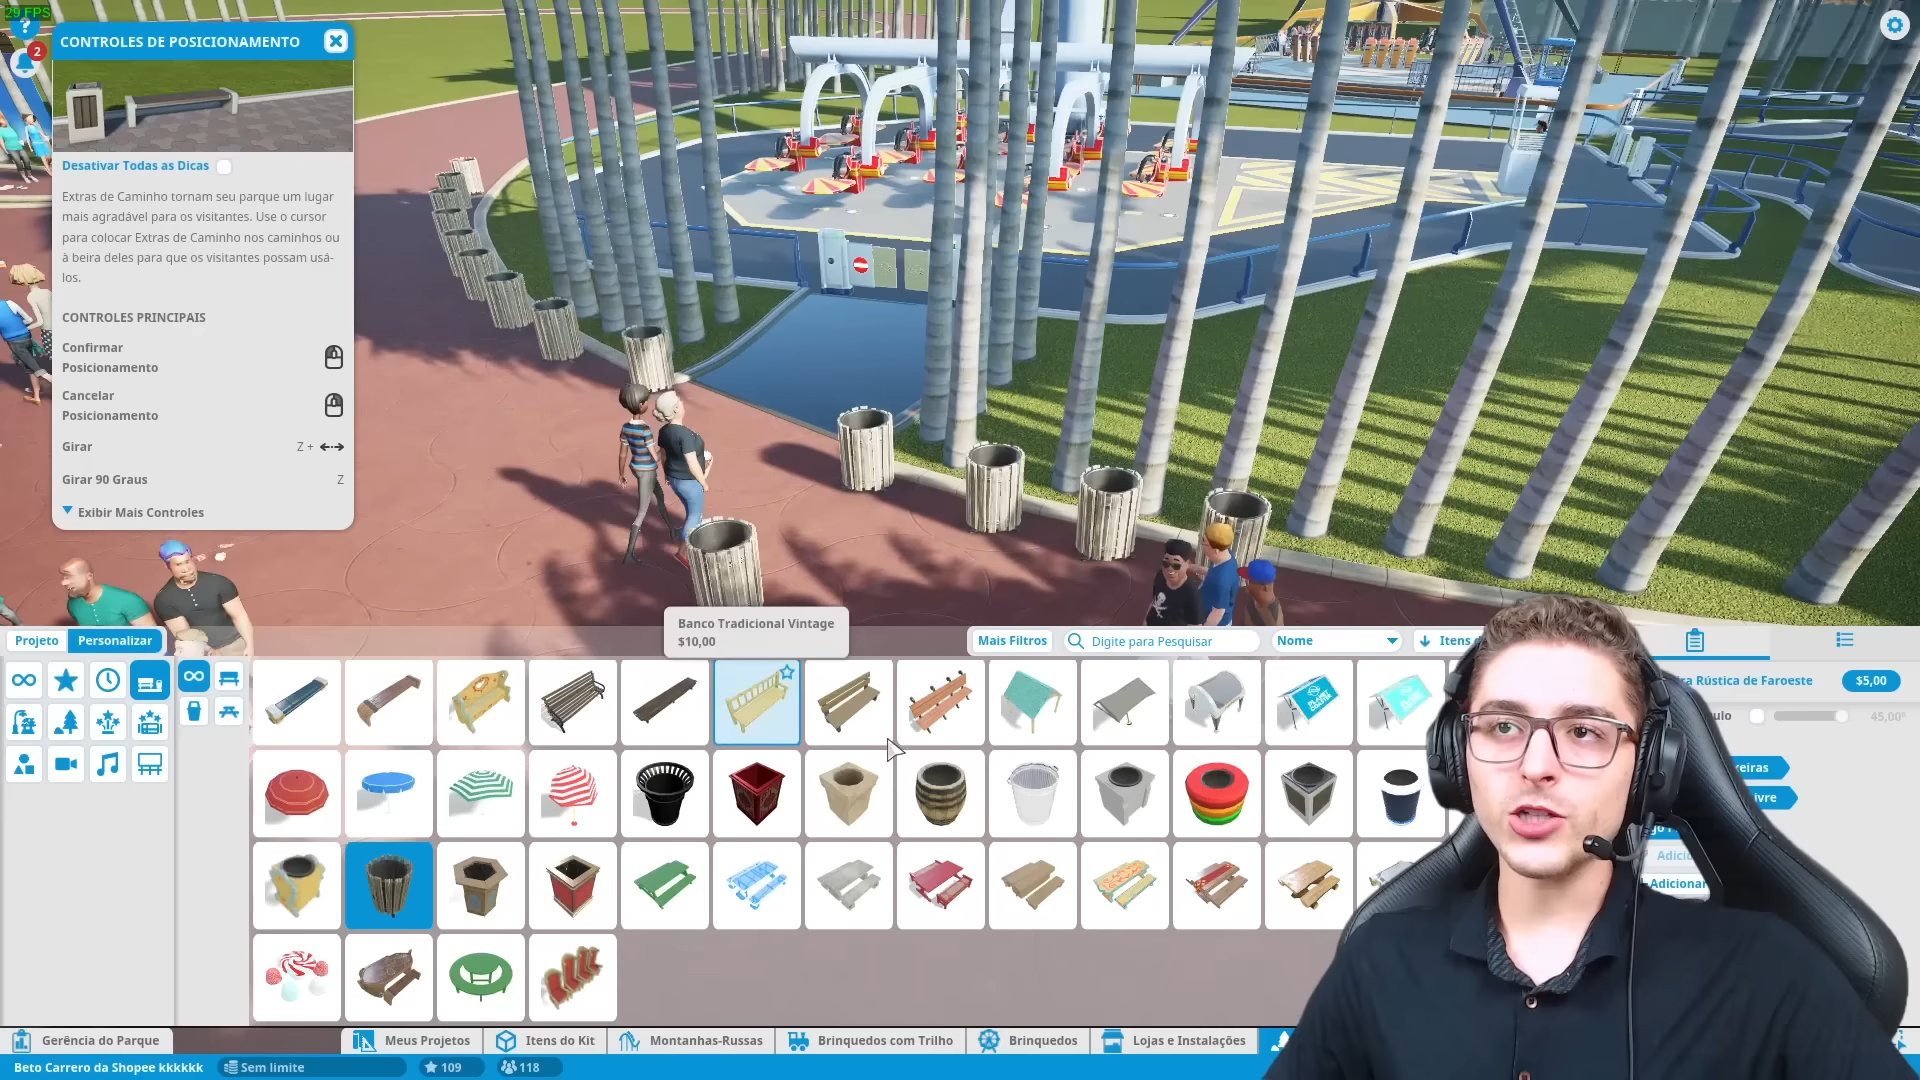 29 FPS
?
2
CONTROLES DE POSICIONAMENTO
Desativar Todas as Dicas
Extras de Caminho tornam seu parque um lugar
mais agradável para os visitantes. Use o cursor
para colocar Extras de Caminho nos caminhos ou
à beira deles para que os visitantes possam usá-
los.
CONTROLES PRINCIPAIS
Confirmar
Posicionamento
Cancelar
Posicionamento
Girar
Z +
Girar 90 Graus
Z
Exibir Mais Controles
Banco Tradicional Vintage
$10,00
Projeto
Personalizar
Mais Filtros
Digite para Pesquisar
Nome
Itens d
Rústica de Faroeste
$5,00
45,00°
Adicionar
Gerência do Parque
Meus Projetos
Itens do Kit
Montanhas-Russas
Brinquedos com Trilho
Brinquedos
Lojas e Instalações
Beto Carrero da Shopee kkkkkk
Sem limite
109
118